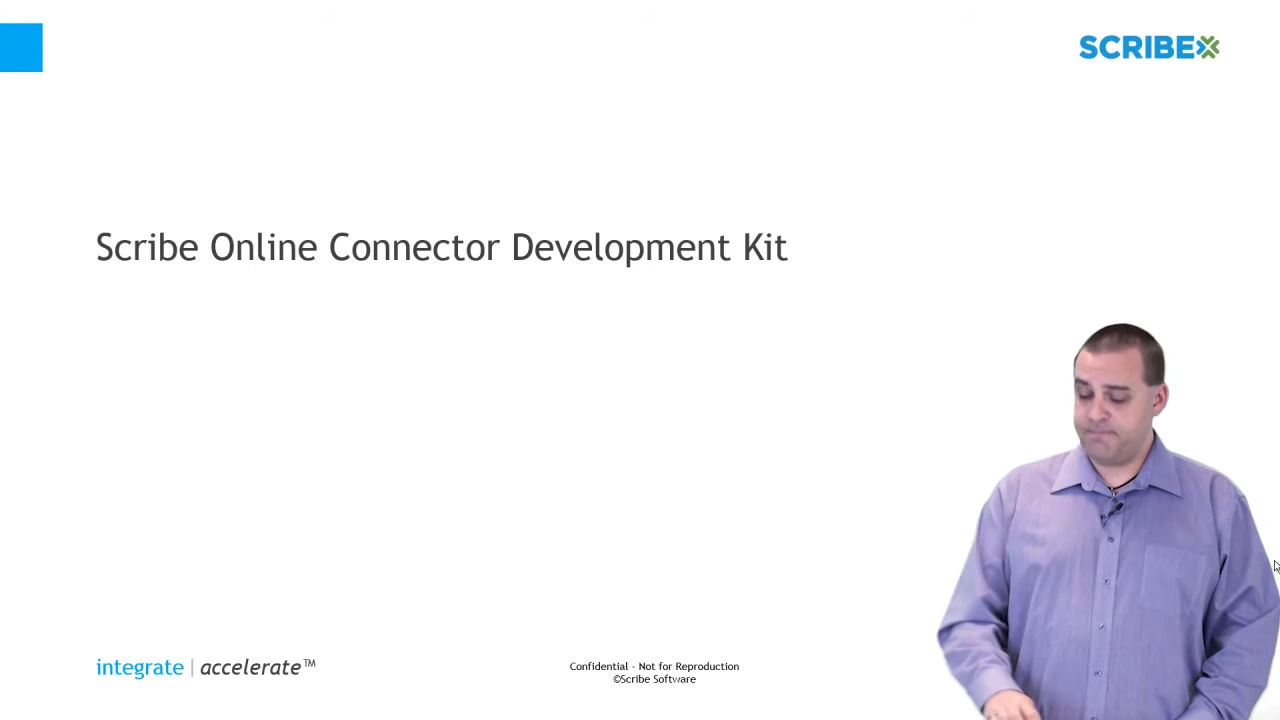 SCRIBE
Scribe Online Connector Development Kit
integrate | accelerate™
Confidential - Not for Reproduction
©Scribe Software